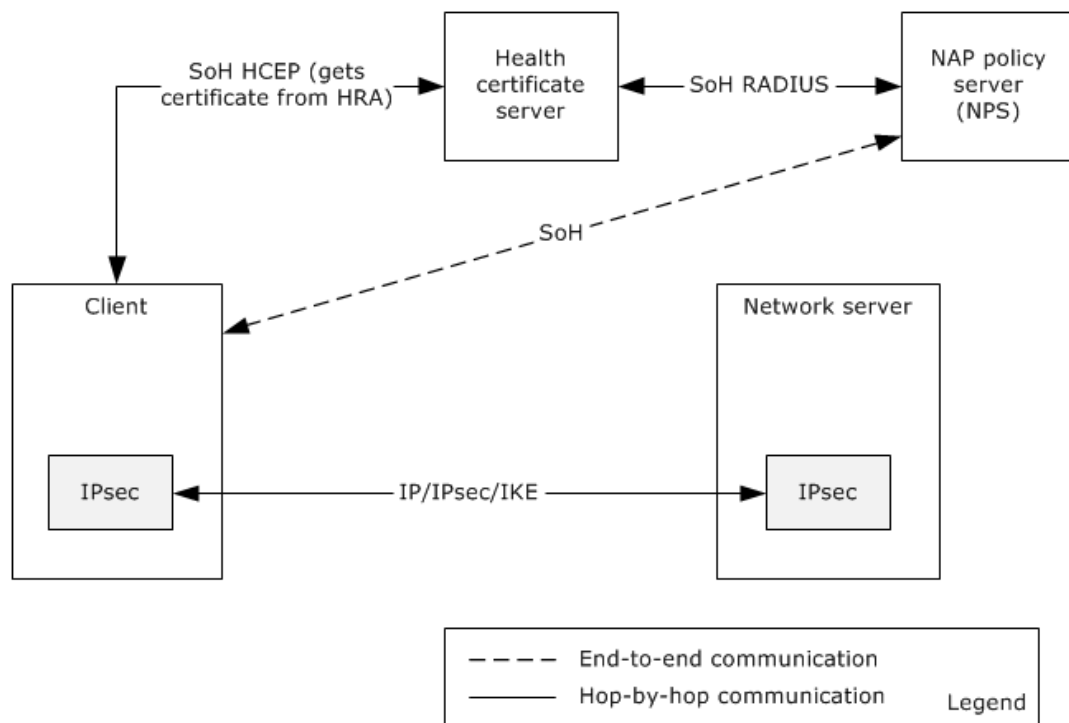 SoH HCEP (gets
certificate from HRA)
Health
certificate
server
SoH RADIUS
NAP policy
server
(NPS)
SoH
Client
Network server
IPsec
IP/IPsec/IKE
IPsec
End-to-end communication
Hop-by-hop communication
Legend